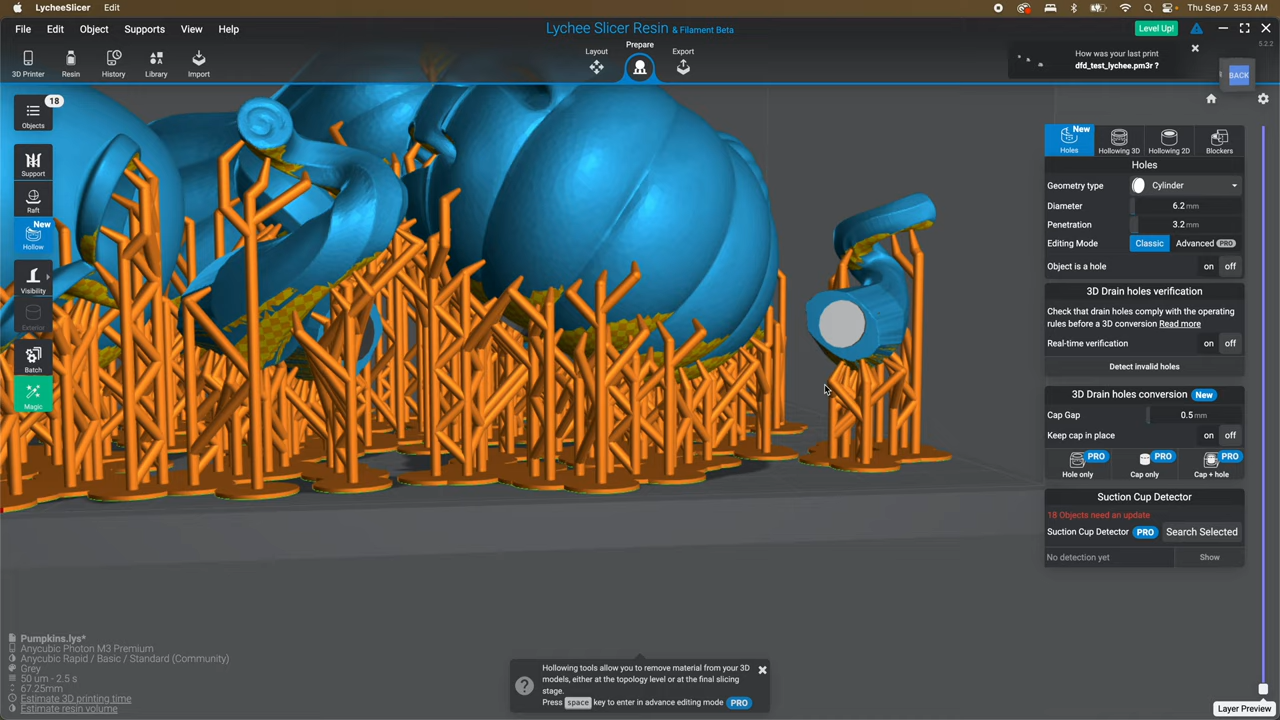 LycheeSlicer Edit
Thu Sep 7 3:53 AM
File Edit Objects Supports View Help
Lychee Slicer Resin & Filament Beta
Level Up!
5.2.2
3D Printer Resin History Library Import
Layout Prepare Export
How was your last print
dfd_test_lychee.pm3r ?
BACK
18
Objects
Support
Raft
New
Hollow
Visibility
Exterior
Batch
Magic
New
Holes Hollowing 3D Hollowing 2D Blockers
Holes
Geometry type Cylinder
Diameter 6.2 mm
Penetration 3.2 mm
Editing Mode Classic Advanced PRO
Object is a hole on off
3D Drain holes verification
Check that drain holes comply with the operating
rules before a 3D conversion Read more
Real-time verification on off
Detect invalid holes
3D Drain holes conversion New
Cap Gap 0.5 mm
Keep cap in place on off
PRO PRO PRO
Hole only Cap only Cap + hole
Suction Cup Detector
18 Objects need an update
Suction Cup Detector PRO Search Selected
No detection yet Show
Pumpkins.lys*
Anycubic Photon M3 Premium
Anycubic Rapid / Basic / Standard (Community)
Grey
50 um - 2.5 s
67.25mm
Estimate 3D printing time
Estimate resin volume
? Hollowing tools allow you to remove material from your 3D
models, either at the topology level or at the final slicing
stage.
Press space key to enter in advance editing mode PRO
Layer Preview